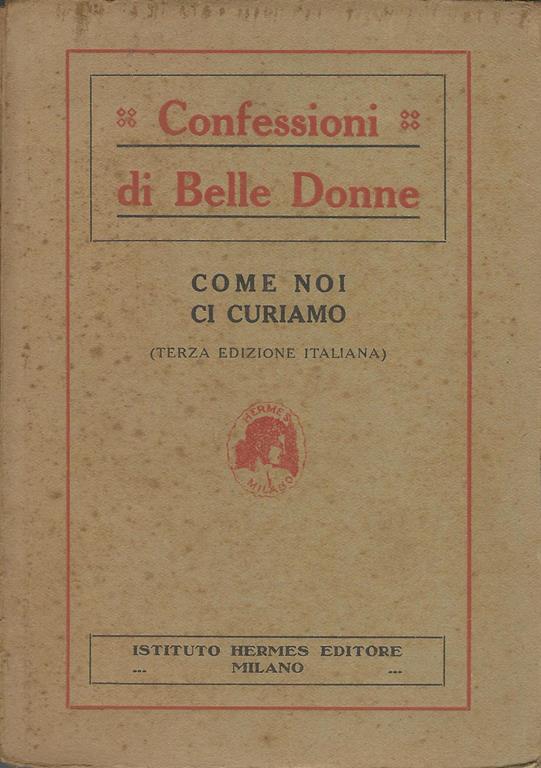 Confessioni
di Belle Donne
COME NOI
CI CURIAMO
(TERZA EDIZIONE ITALIANA)
HERMES
MILANO
ISTITUTO HERMES EDITORE
... MILANO ...